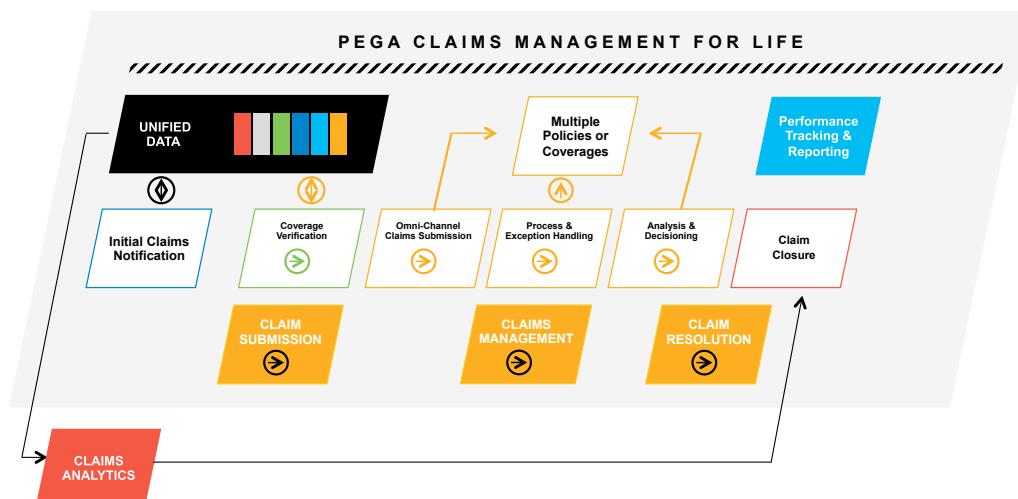 PEGA CLAIMS MANAGEMENT FOR LIFE
UNIFIED
DATA
Multiple
Policies or
Coverages
Performance
Tracking &
Reporting
Initial Claims
Notification
Coverage
Verification
Omni-Channel
Claims Submission
Process &
Exception Handling
Analysis &
Decisioning
Claim
Closure
CLAIM
SUBMISSION
CLAIMS
MANAGEMENT
CLAIM
RESOLUTION
CLAIMS
ANALYTICS